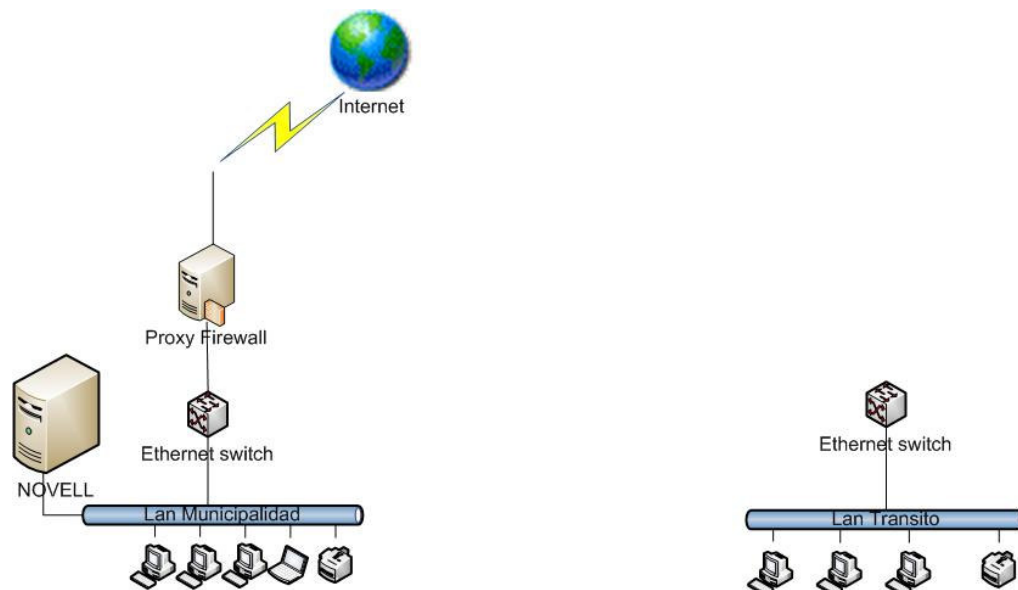 Internet
Proxy Firewall
Ethernet switch
NOVELL
Lan Municipalidad
Ethernet switch
Lan Transito